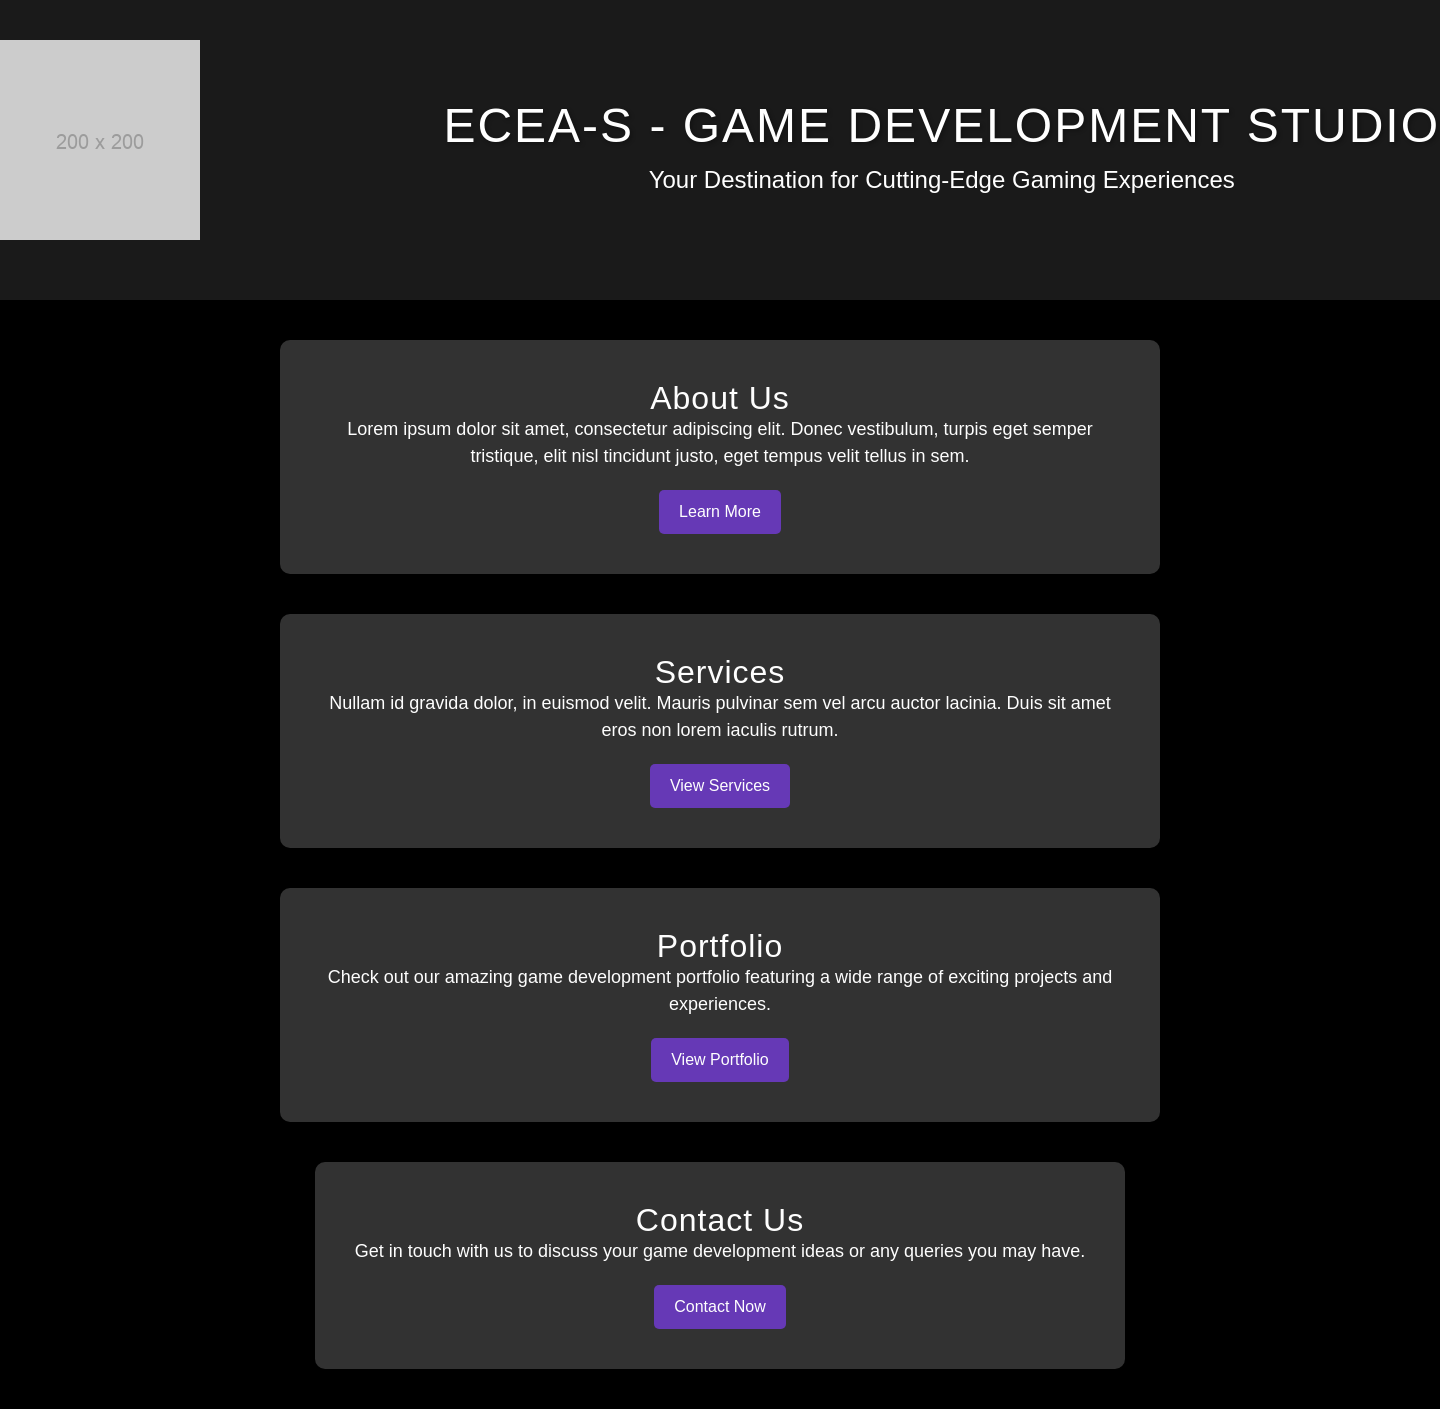 200 x 200
ECEA-S - GAME DEVELOPMENT STUDIO
Your Destination for Cutting-Edge Gaming Experiences
About Us
Lorem ipsum dolor sit amet, consectetur adipiscing elit. Donec vestibulum, turpis eget semper
tristique, elit nisl tincidunt justo, eget tempus velit tellus in sem.
Learn More
Services
Nullam id gravida dolor, in euismod velit. Mauris pulvinar sem vel arcu auctor lacinia. Duis sit amet
eros non lorem iaculis rutrum.
View Services
Portfolio
Check out our amazing game development portfolio featuring a wide range of exciting projects and
experiences.
View Portfolio
Contact Us
Get in touch with us to discuss your game development ideas or any queries you may have.
Contact Now